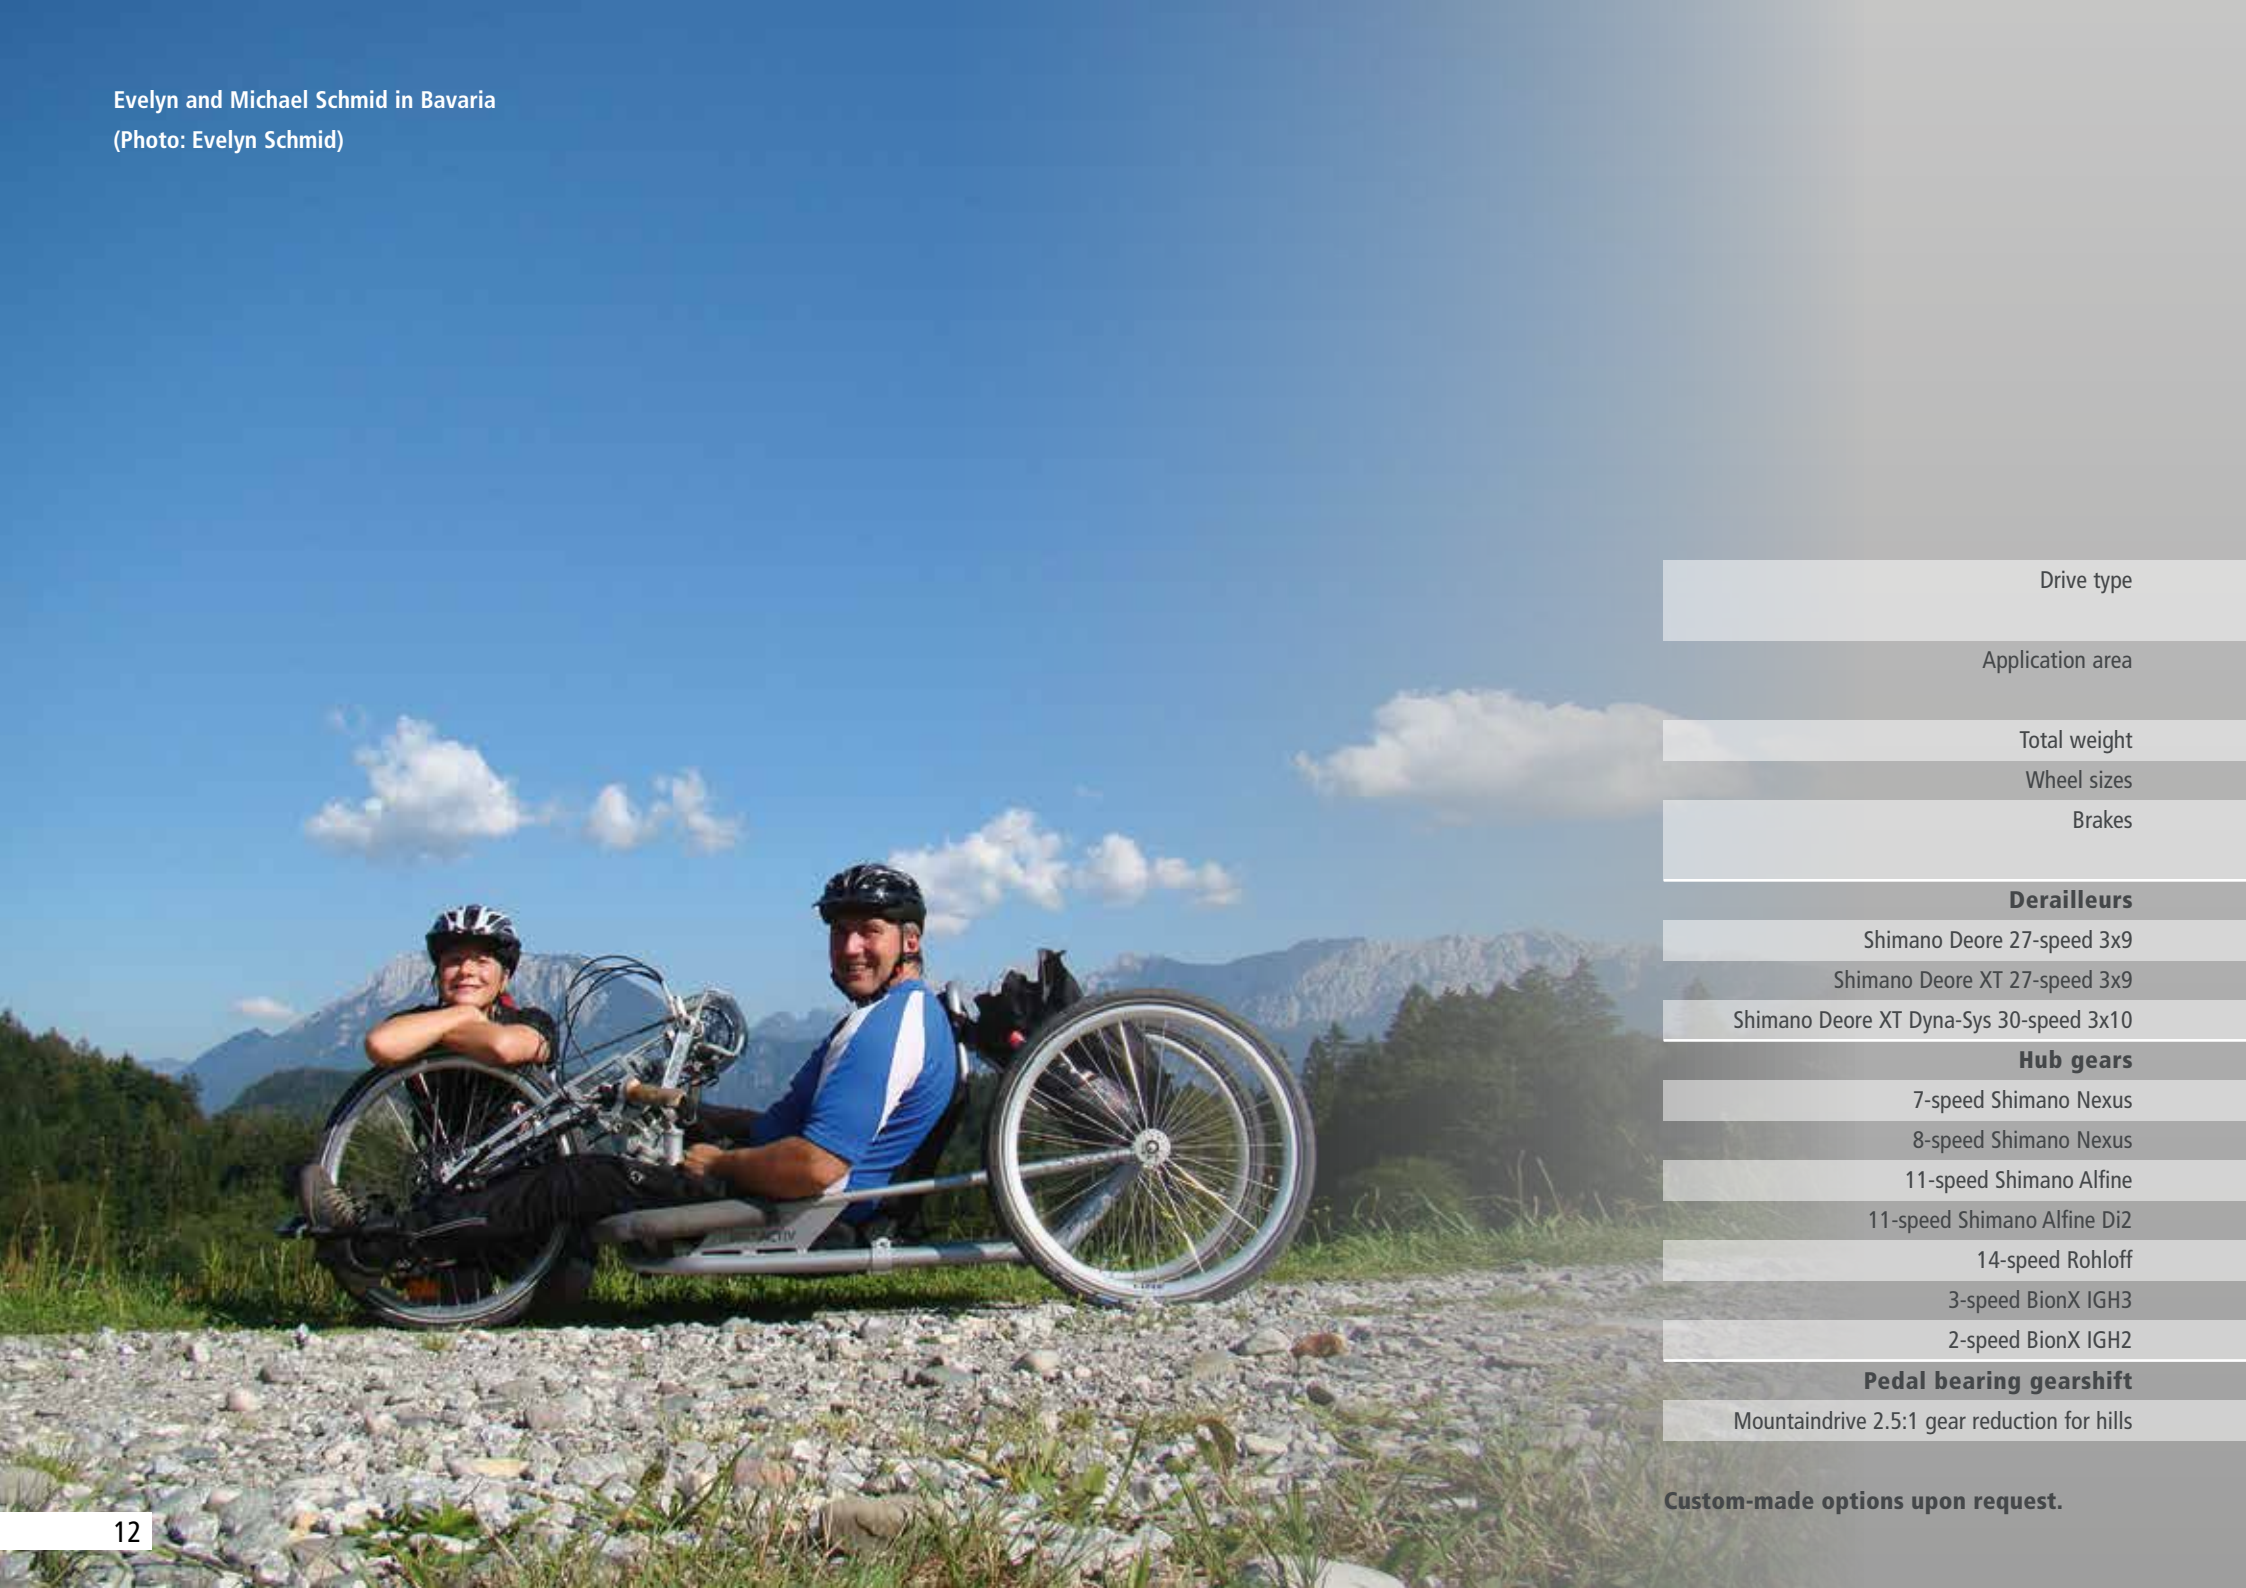 Evelyn and Michael Schmid in Bavaria
(Photo: Evelyn Schmid)
Drive type
Application area
Total weight
Wheel sizes
Brakes
Derailleurs
Shimano Deore 27-speed 3x9
Shimano Deore XT 27-speed 3x9
Shimano Deore XT Dyna-Sys 30-speed 3x10
Hub gears
7-speed Shimano Nexus
8-speed Shimano Nexus
11-speed Shimano Alfine
11-speed Shimano Alfine Di2
14-speed Rohloff
3-speed BionX IGH3
2-speed BionX IGH2
Pedal bearing gearshift
Mountaindrive 2.5:1 gear reduction for hills
Custom-made options upon request.
12